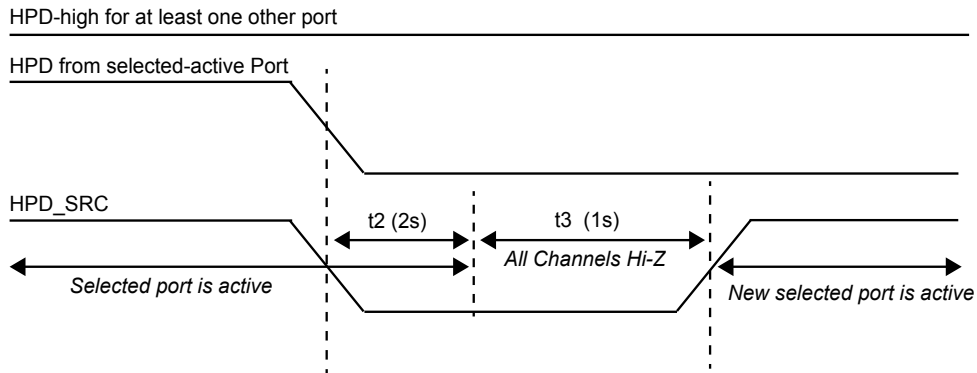 HPD-high for at least one other port
HPD from selected-active Port
HPD_SRC
t2 (2s)
t3 (1s)
All Channels Hi-Z
Selected port is active
New selected port is active